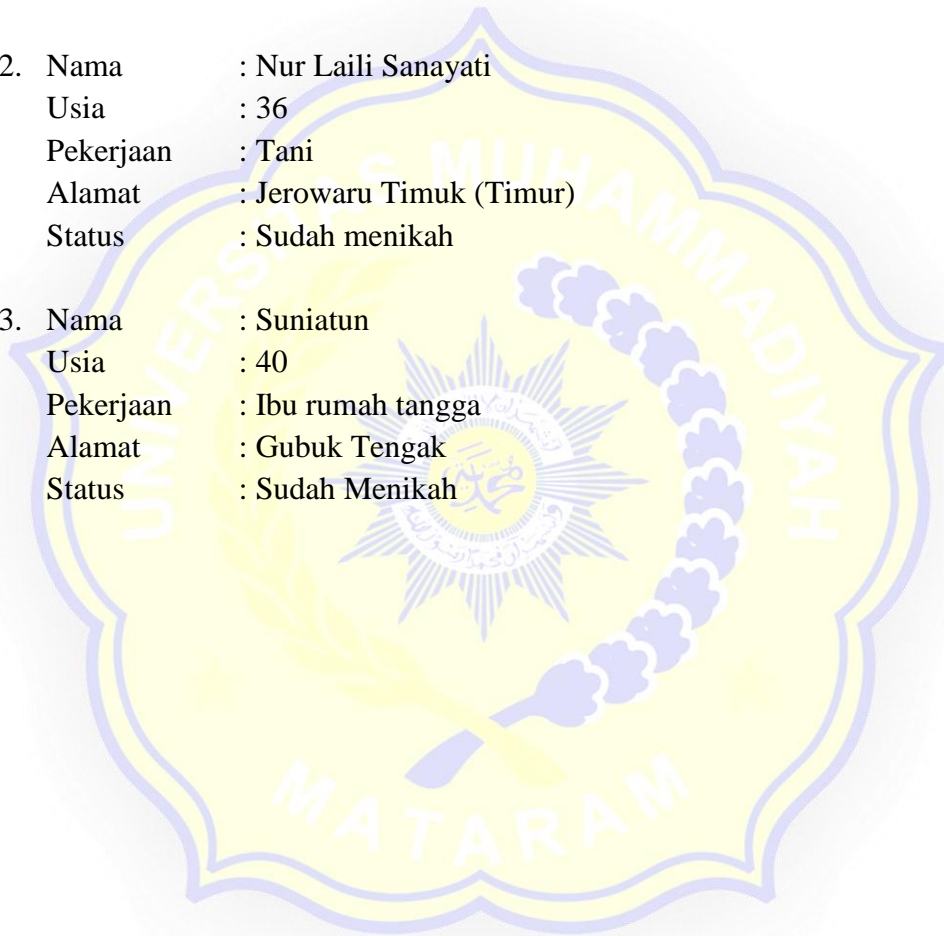 2. Nama : Nur Laili Sanayati
Usia : 36
Pekerjaan : Tani
Alamat : Jerowaru Timuk (Timur)
Status : Sudah menikah
3. Nama : Suniatun
Usia : 40
Pekerjaan : Ibu rumah tangga
Alamat : Gubuk Tengak
Status : Sudah Menikah
UNIVERSITAS MUHAMMADIYAH
MATARAM